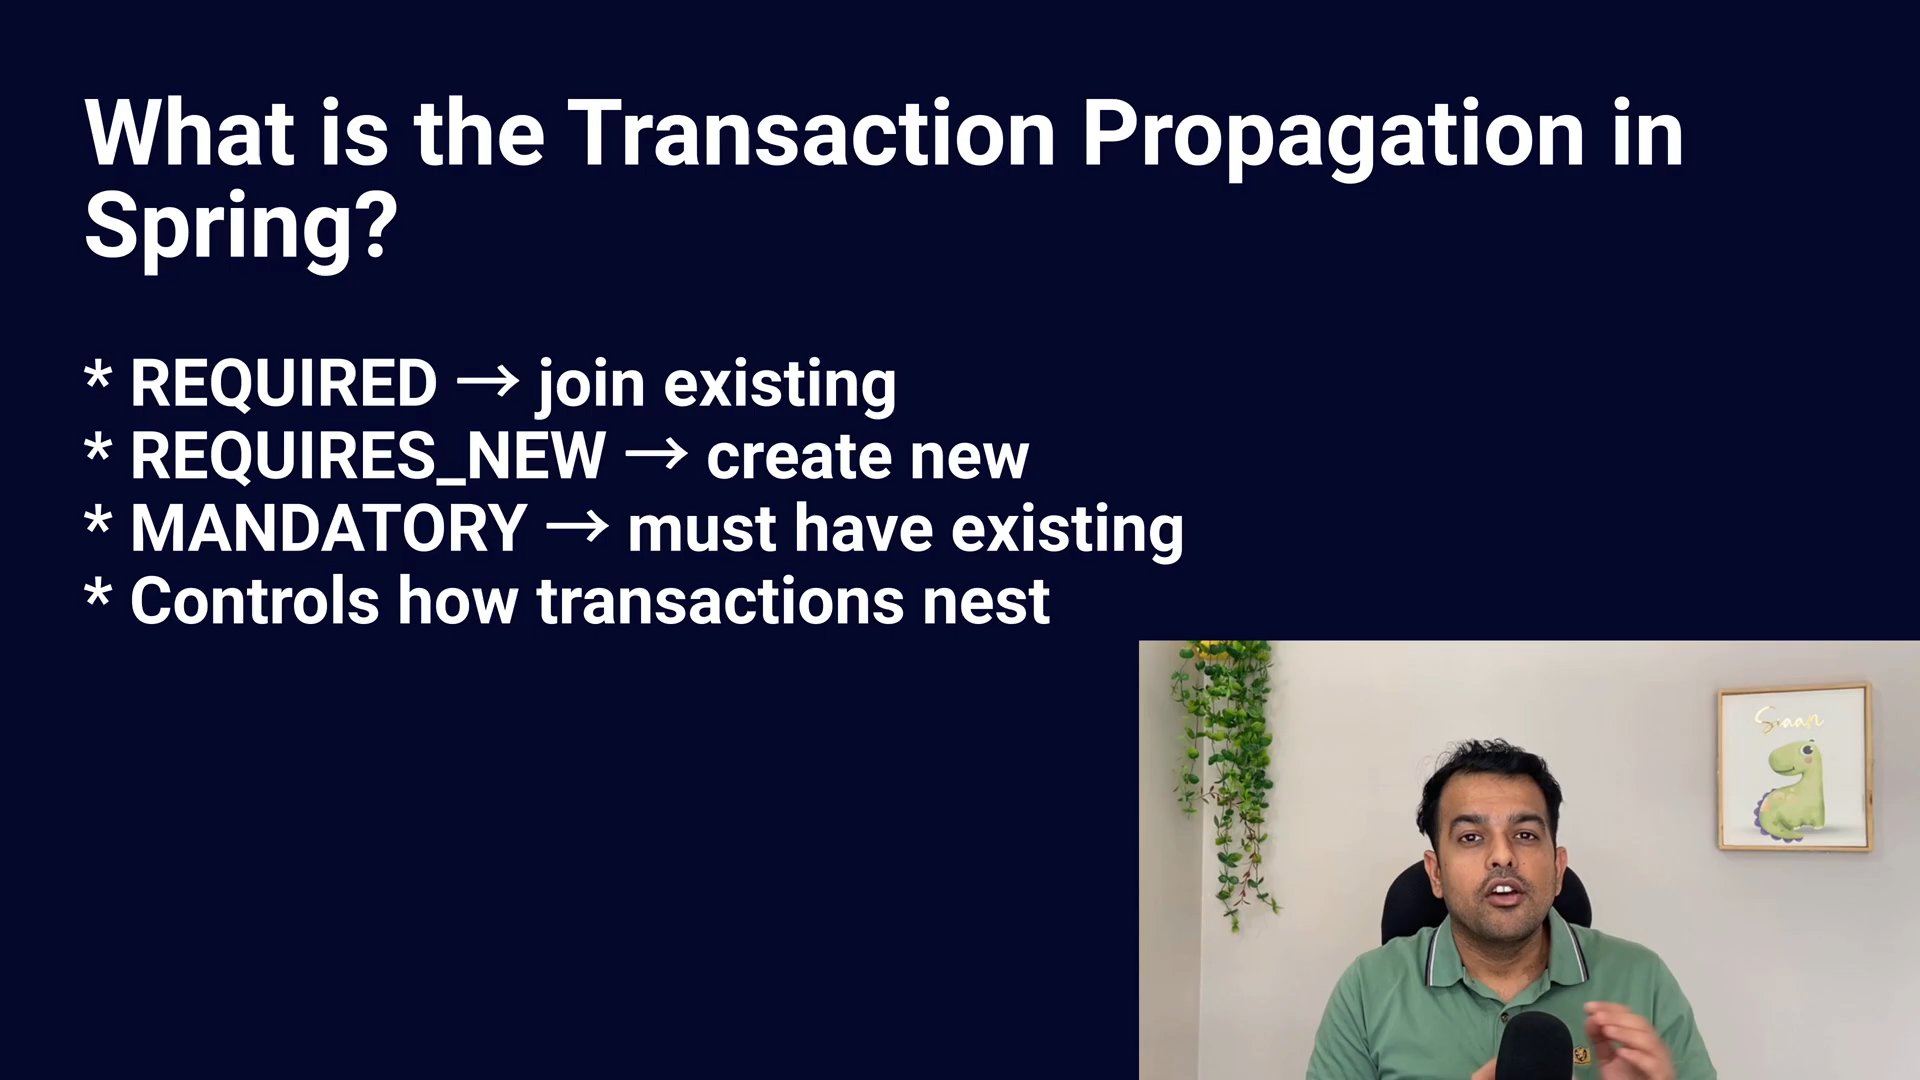 What is the Transaction Propagation in
Spring?
* REQUIRED → join existing
* REQUIRES_NEW → create new
* MANDATORY → must have existing
* Controls how transactions nest